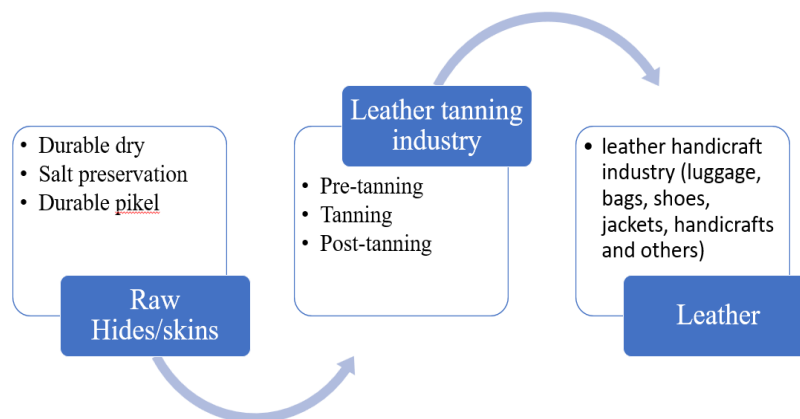 • Durable dry
• Salt preservation
• Durable pikel
Raw
Hides/skins
Leather tanning
industry
• Pre-tanning
• Tanning
• Post-tanning
• leather handicraft
industry (luggage,
bags, shoes,
jackets, handicrafts
and others)
Leather